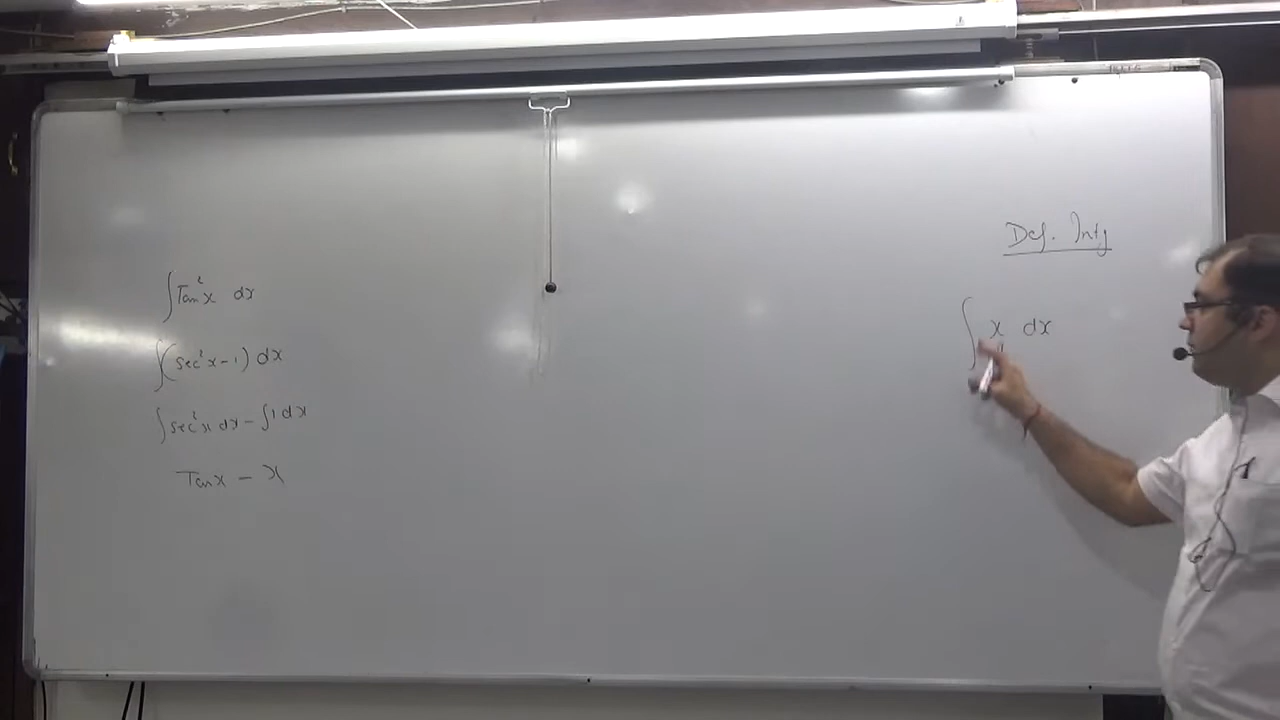 ∫Tan²x dx
∫(sec²x-1) dx
∫sec²x dx - ∫1 dx
Tanx - x
Def. Intg
∫x dx